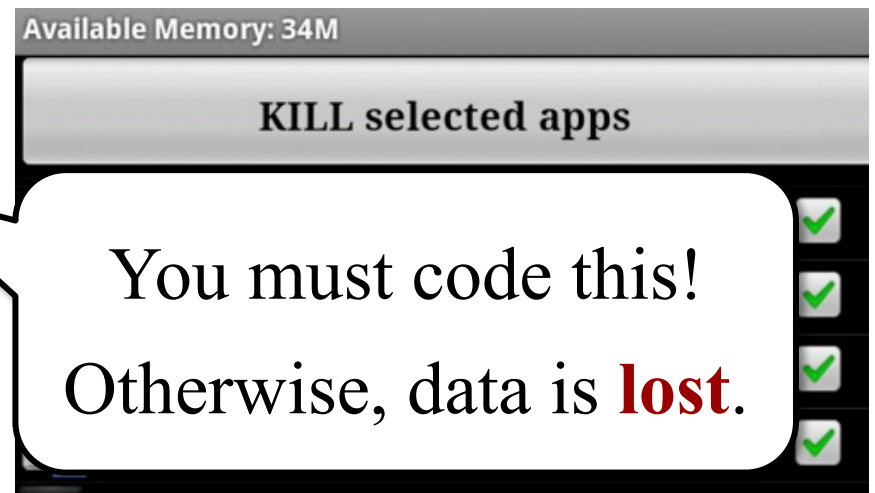 Available Memory: 34M
KILL selected apps
You must code this!
Otherwise, data is lost.